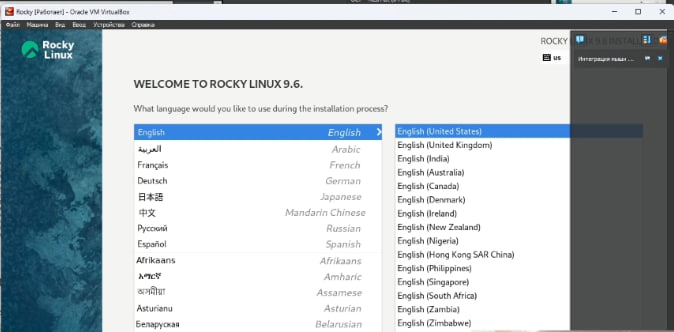 Rocky [Работает] - Oracle VM VirtualBox
Файл Машина Вид Ввод Устройства Справка
Rocky
Linux
ROCKY LINUX 9.6 INSTALL
us
Интеграция мыши ...
WELCOME TO ROCKY LINUX 9.6.
What language would you like to use during the installation process?
English English
العربية Arabic
Français French
Deutsch German
日本語 Japanese
中文 Mandarin Chinese
Русский Russian
Español Spanish
Afrikaans Afrikaans
አማርኛ Amharic
অসমীয়া Assamese
Asturianu Asturian
Беларуская Belarusian
English (United States)
English (United Kingdom)
English (India)
English (Australia)
English (Canada)
English (Denmark)
English (Ireland)
English (New Zealand)
English (Nigeria)
English (Hong Kong SAR China)
English (Philippines)
English (Singapore)
English (South Africa)
English (Zambia)
English (Zimbabwe)